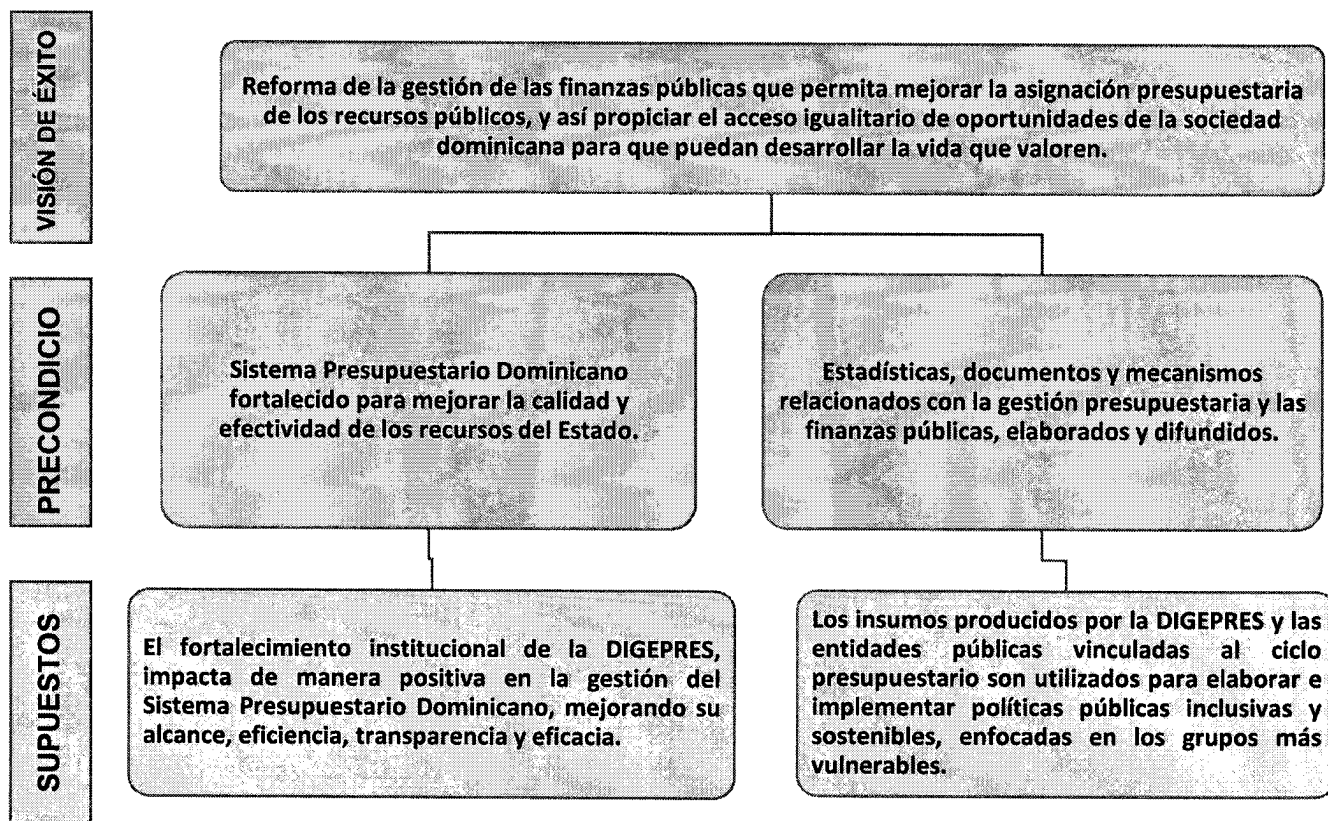 VISIÓN DE ÉXITO
Reforma de la gestión de las finanzas públicas que permita mejorar la asignación presupuestaria
de los recursos públicos, y así propiciar el acceso igualitario de oportunidades de la sociedad
dominicana para que puedan desarrollar la vida que valoren.
PRECONDICIO
Sistema Presupuestario Dominicano
fortalecido para mejorar la calidad y
efectividad de los recursos del Estado.
Estadísticas, documentos y mecanismos
relacionados con la gestión presupuestaria y las
finanzas públicas, elaborados y difundidos.
SUPUESTOS
El fortalecimiento institucional de la DIGEPRES,
impacta de manera positiva en la gestión del
Sistema Presupuestario Dominicano, mejorando su
alcance, eficiencia, transparencia y eficacia.
Los insumos producidos por la DIGEPRES y las
entidades públicas vinculadas al ciclo
presupuestario son utilizados para elaborar e
implementar políticas públicas inclusivas y
sostenibles, enfocadas en los grupos más
vulnerables.